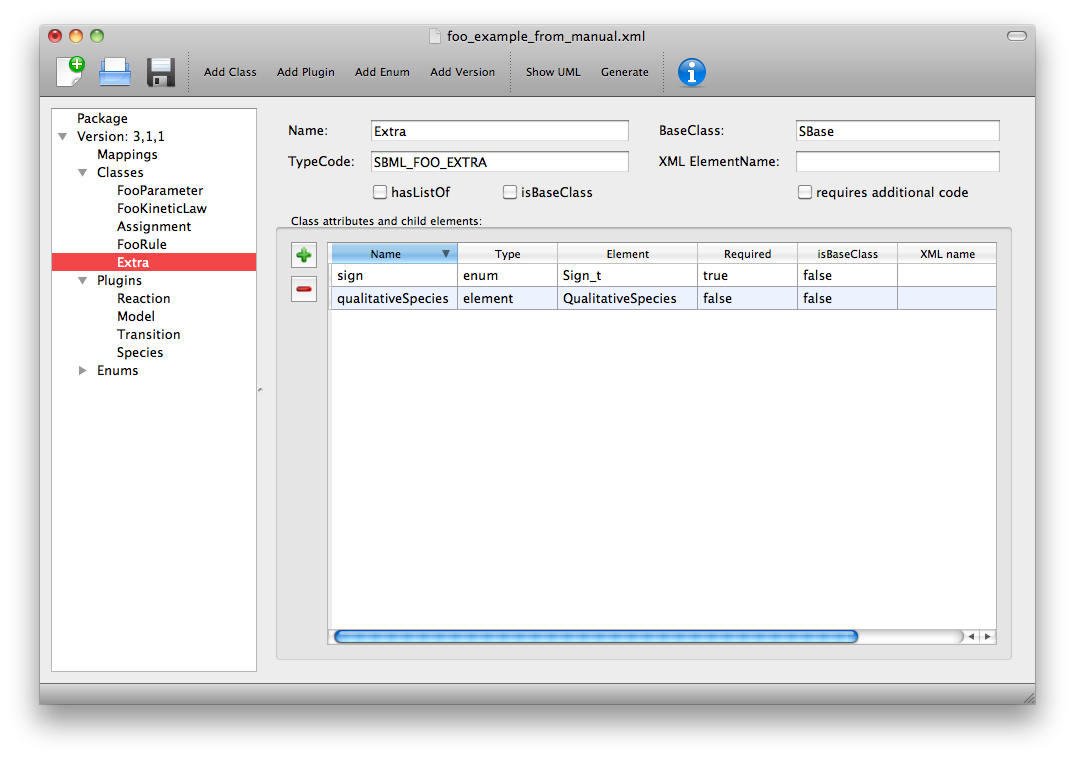 foo_example_from_manual.xml
Add Class Add Plugin Add Enum Add Version Show UML Generate
Package
Version: 3,1,1
Mappings
Classes
FooParameter
FooKineticLaw
Assignment
FooRule
Extra
Plugins
Reaction
Model
Transition
Species
Enums
Name: Extra BaseClass: SBase
TypeCode: SBML_FOO_EXTRA XML ElementName:
hasListOf isBaseClass requires additional code
Class attributes and child elements:
Name Type Element Required isBaseClass XML name
sign enum Sign_t true false
qualitativeSpecies element QualitativeSpecies false false